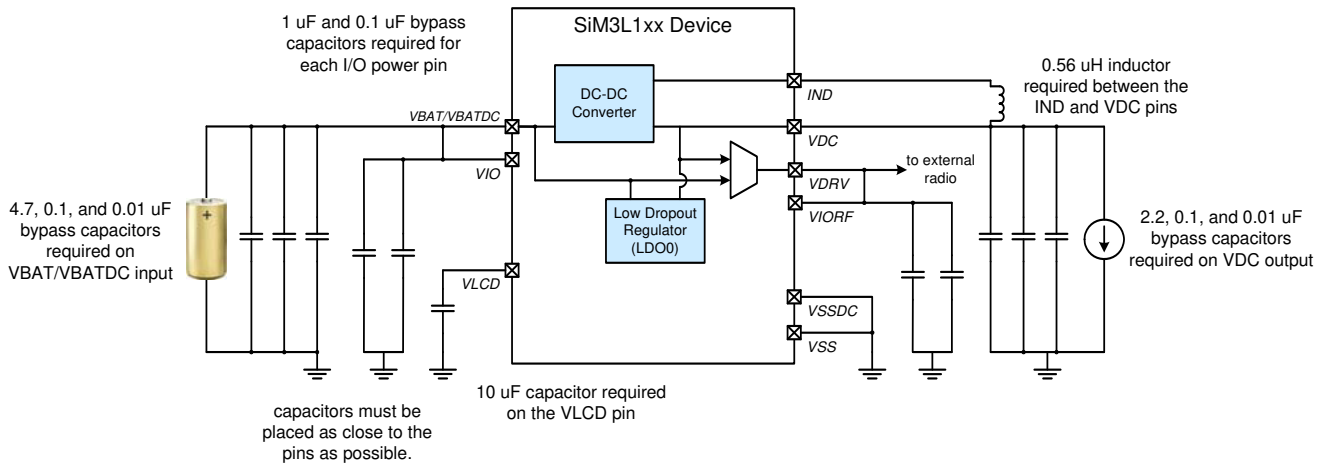 1 uF and 0.1 uF bypass
capacitors required for
each I/O power pin
SiM3L1xx Device
DC-DC
Converter
IND
0.56 uH inductor
required between the
IND and VDC pins
VBAT/VBATDC
VDC
VIO
VDRV
to external
radio
VIORF
Low Dropout
Regulator
(LDO0)
+
4.7, 0.1, and 0.01 uF
bypass capacitors
required on
VBAT/VBATDC input
2.2, 0.1, and 0.01 uF
bypass capacitors
required on VDC output
VLCD
VSSDC
VSS
10 uF capacitor required
on the VLCD pin
capacitors must be
placed as close to the
pins as possible.